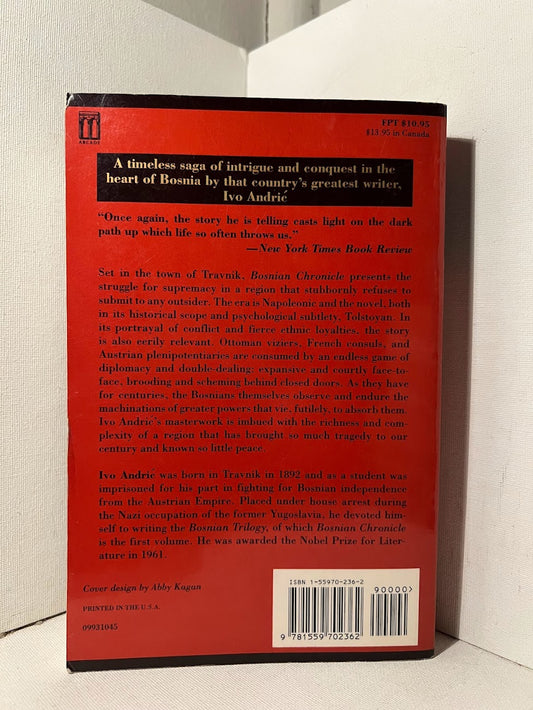 ARCADE
FPT $10.95
$13.95 in Canada
A timeless saga of intrigue and conquest in the
heart of Bosnia by that country's greatest writer,
Ivo Andrić
"Once again, the story he is telling casts light on the dark
path up which life so often throws us."
—New York Times Book Review
Set in the town of Travnik, Bosnian Chronicle presents the
struggle for supremacy in a region that stubbornly refuses to
submit to any outsider. The era is Napoleonic and the novel, both
in its historical scope and psychological subtlety, Tolstoyan. In
its portrayal of conflict and fierce ethnic loyalties, the story
is also eerily relevant. Ottoman viziers, French consuls, and
Austrian plenipotentiaries are consumed by an endless game of
diplomacy and double-dealing: expansive and courtly face-to-
face, brooding and scheming behind closed doors. As they have
for centuries, the Bosnians themselves observe and endure the
machinations of greater powers that vie, futilely, to absorb them.
Ivo Andrić's masterwork is imbued with the richness and com-
plexity of a region that has brought so much tragedy to our
century and known so little peace.
Ivo Andrić was born in Travnik in 1892 and as a student was
imprisoned for his part in fighting for Bosnian independence
from the Austrian Empire. Placed under house arrest during
the Nazi occupation of the former Yugoslavia, he devoted him-
self to writing the Bosnian Trilogy, of which Bosnian Chronicle
is the first volume. He was awarded the Nobel Prize for Liter-
ature in 1961.
Cover design by Abby Kagan
PRINTED IN THE U.S.A.
09931045
ISBN 1-55970-236-2
90000>
9 781559 702362